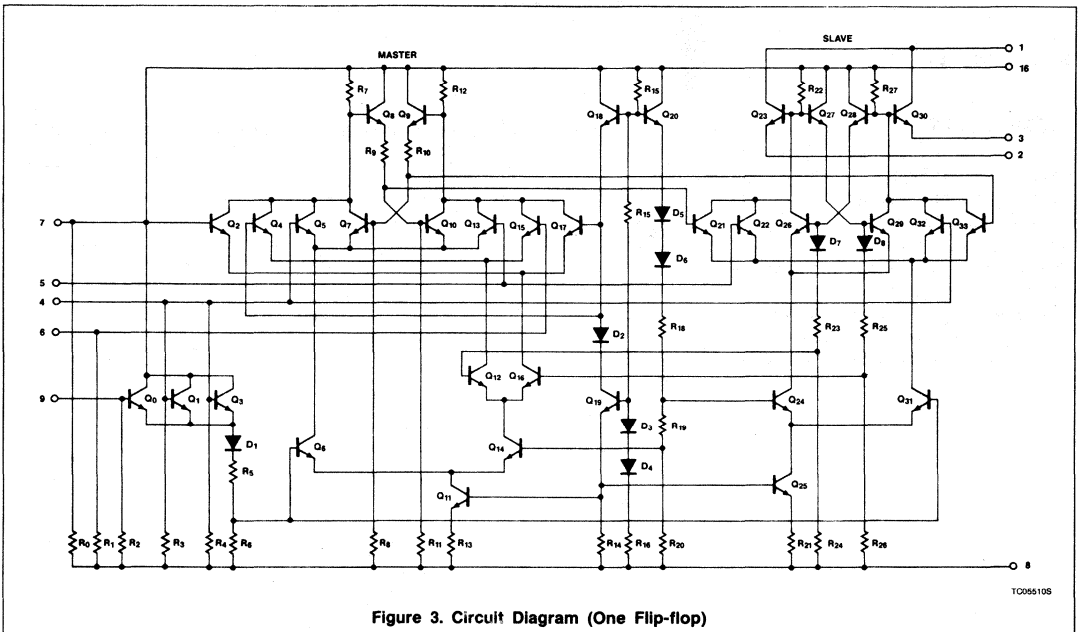 MASTER SLAVE
1
16
R7 R12 R15 R22 R27
Q8 Q9 Q18 Q20 Q23 Q27 Q28 Q30
3
R9 R10
2
7 Q2 Q4 Q5 Q7 Q10 Q13 Q15 Q17 R15 D5 Q21 Q22 Q26 D7 D8 Q29 Q32 Q33
D6
5
4
6 D2 R18 R23 R25
Q12 Q16
9 Q0 Q1 Q3 Q19 Q24 Q31
D1 D3 R19
Q6 Q14
R5 D4
Q11 Q25
R0 R1 R2 R3 R4 R6 R8 R11 R13 R14 R16 R20 R21 R24 R26
8
TC05510S
Figure 3. Circuit Diagram (One Flip-flop)